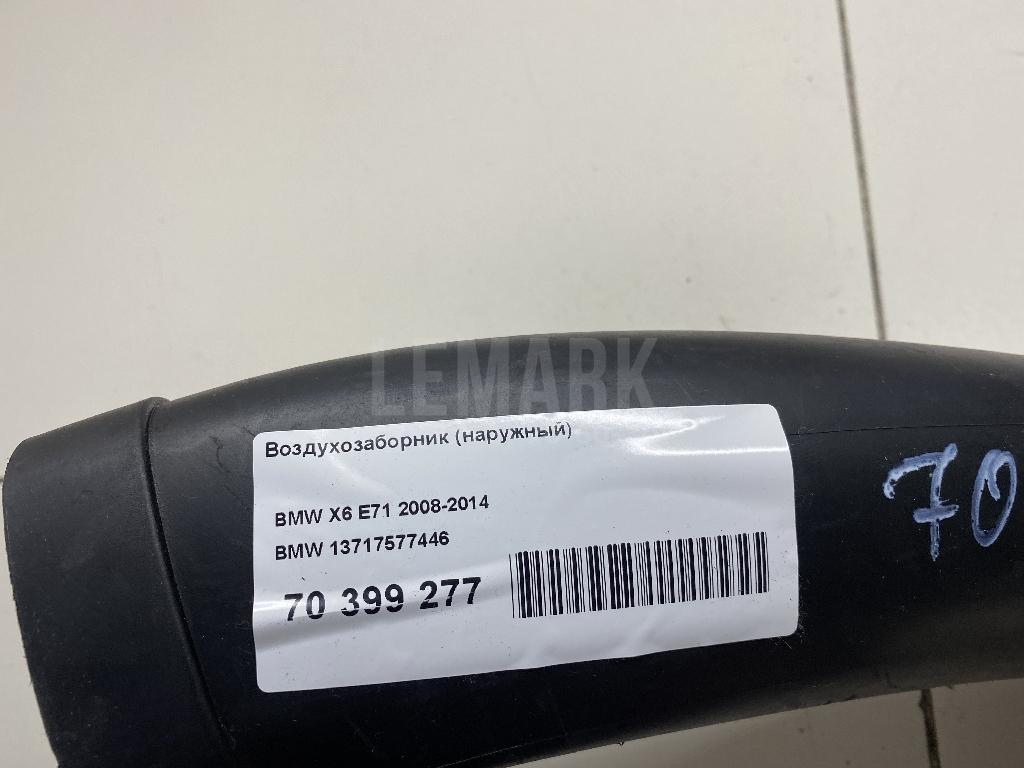 LEMARK
Воздухозаборник (наружный)
BMW X6 E71 2008-2014
BMW 13717577446
70 399 277
70